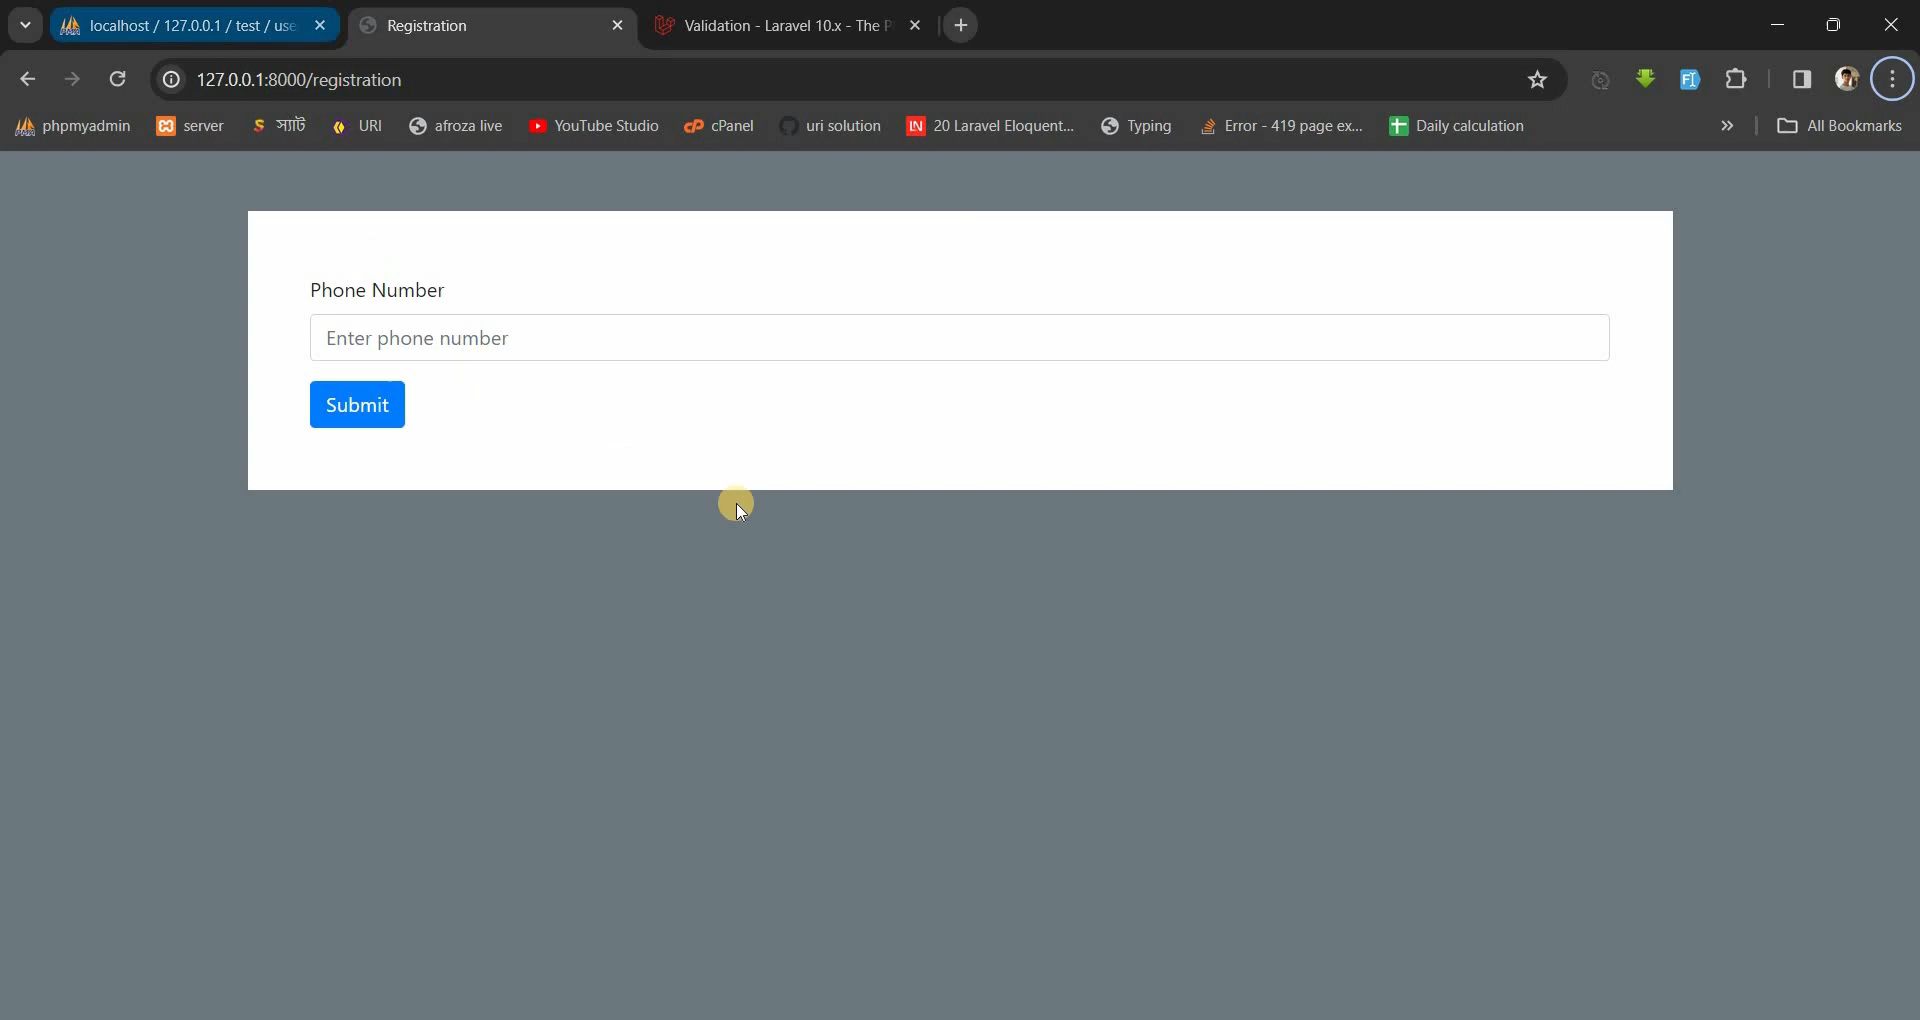 localhost / 127.0.0.1 / test / use
Registration
Validation - Laravel 10.x - The P
127.0.0.1:8000/registration
phpmyadmin
server
স্যাট
URI
afroza live
YouTube Studio
cPanel
uri solution
20 Laravel Eloquent...
Typing
Error - 419 page ex...
Daily calculation
All Bookmarks
Phone Number
Enter phone number
Submit